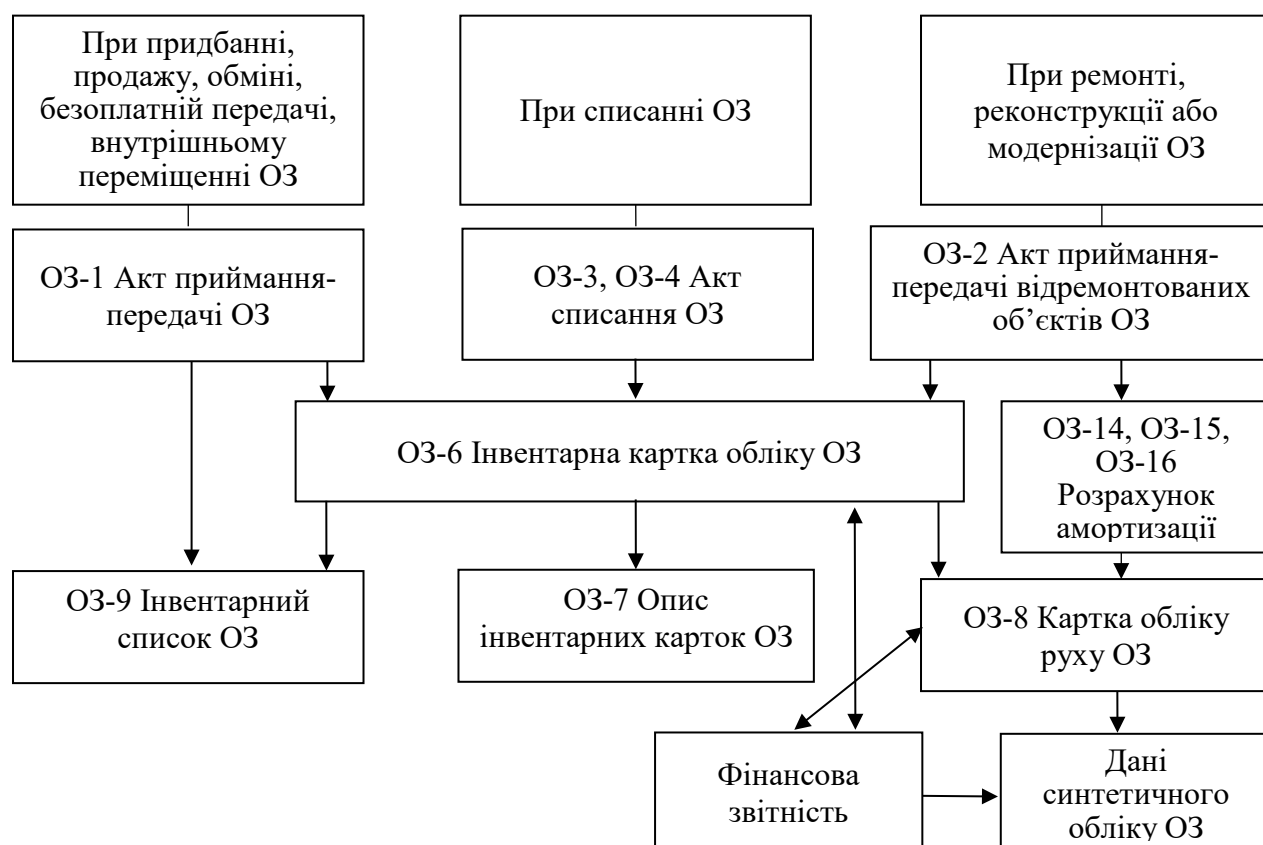 При придбанні,
продажу, обміні,
безоплатній передачі,
внутрішньому
переміщенні ОЗ
При списанні ОЗ
При ремонті,
реконструкції або
модернізації ОЗ
ОЗ-1 Акт приймання-
передачі ОЗ
ОЗ-3, ОЗ-4 Акт
списання ОЗ
ОЗ-2 Акт приймання-
передачі відремонтованих
об’єктів ОЗ
ОЗ-6 Інвентарна картка обліку ОЗ
ОЗ-14, ОЗ-15,
ОЗ-16
Розрахунок
амортизації
ОЗ-9 Інвентарний
список ОЗ
ОЗ-7 Опис
інвентарних карток ОЗ
ОЗ-8 Картка обліку
руху ОЗ
Фінансова
звітність
Дані
синтетичного
обліку ОЗ